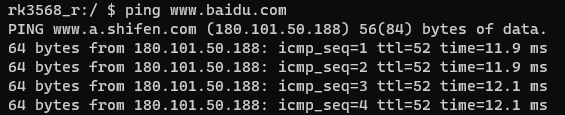 rk3568_r:/ $ ping www.baidu.com
PING www.a.shifen.com (180.101.50.188) 56(84) bytes of data.
64 bytes from 180.101.50.188: icmp_seq=1 ttl=52 time=11.9 ms
64 bytes from 180.101.50.188: icmp_seq=2 ttl=52 time=11.9 ms
64 bytes from 180.101.50.188: icmp_seq=3 ttl=52 time=12.1 ms
64 bytes from 180.101.50.188: icmp_seq=4 ttl=52 time=12.1 ms